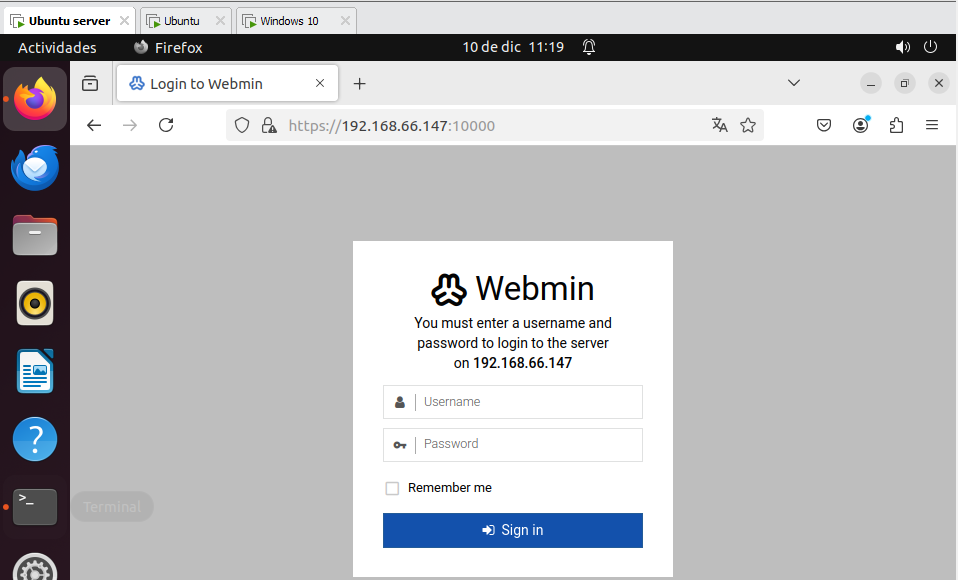 Ubuntu server
Ubuntu
Windows 10
Actividades
Firefox
10 de dic 11:19
Login to Webmin
https://192.168.66.147:10000
Webmin
You must enter a username and
password to login to the server
on 192.168.66.147
Username
Password
Remember me
Terminal
Sign in